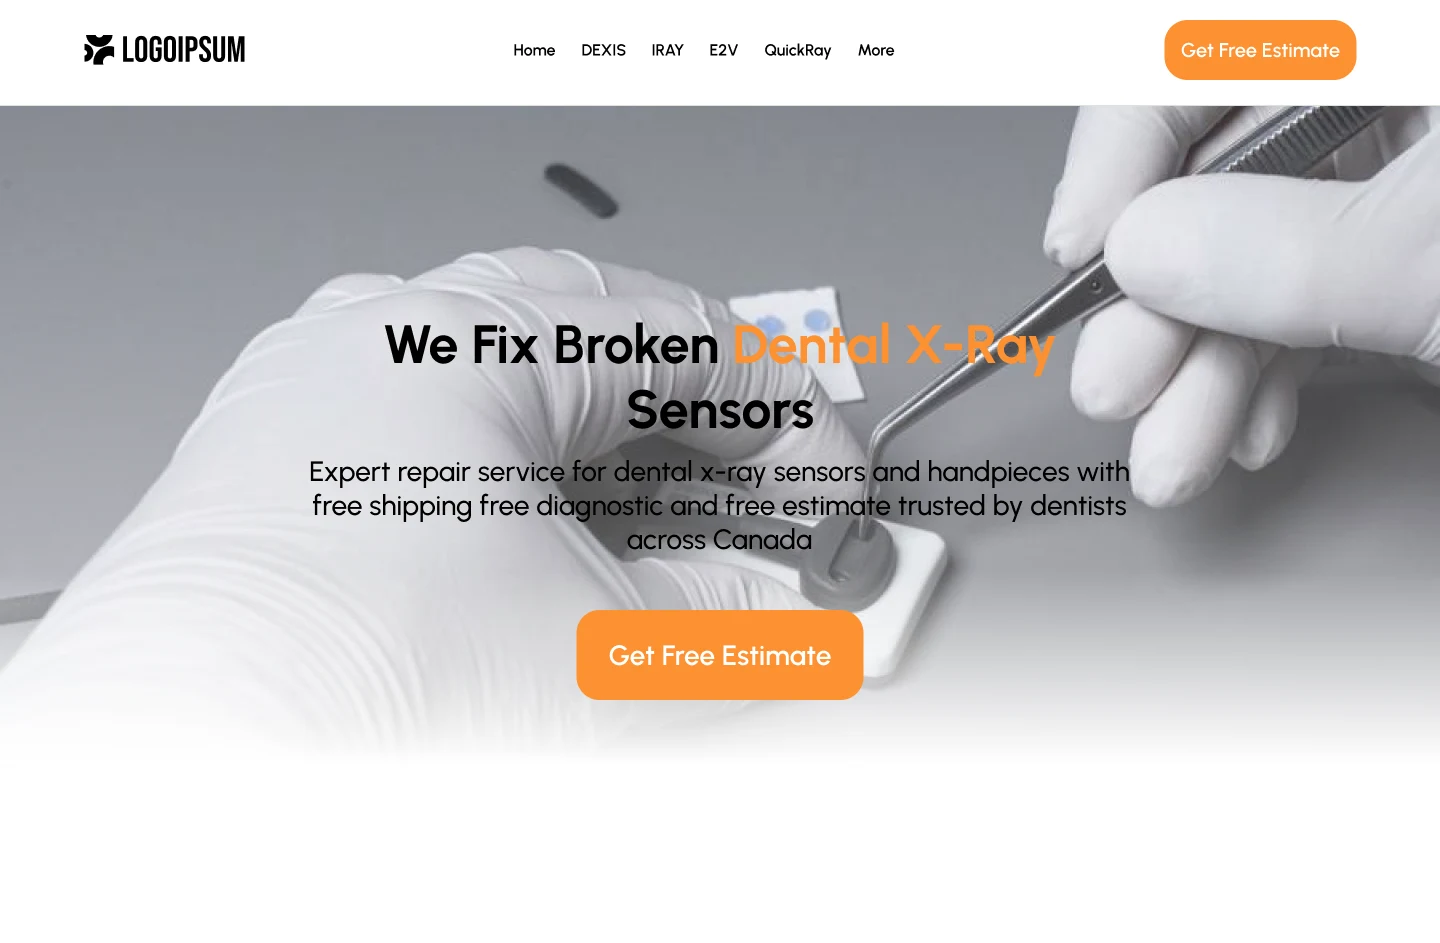 LOGOIPSUM
Home DEXIS IRAY E2V QuickRay More
Get Free Estimate
We Fix Broken Dental X-Ray
Sensors
Expert repair service for dental x-ray sensors and handpieces with
free shipping free diagnostic and free estimate trusted by dentists
across Canada
Get Free Estimate